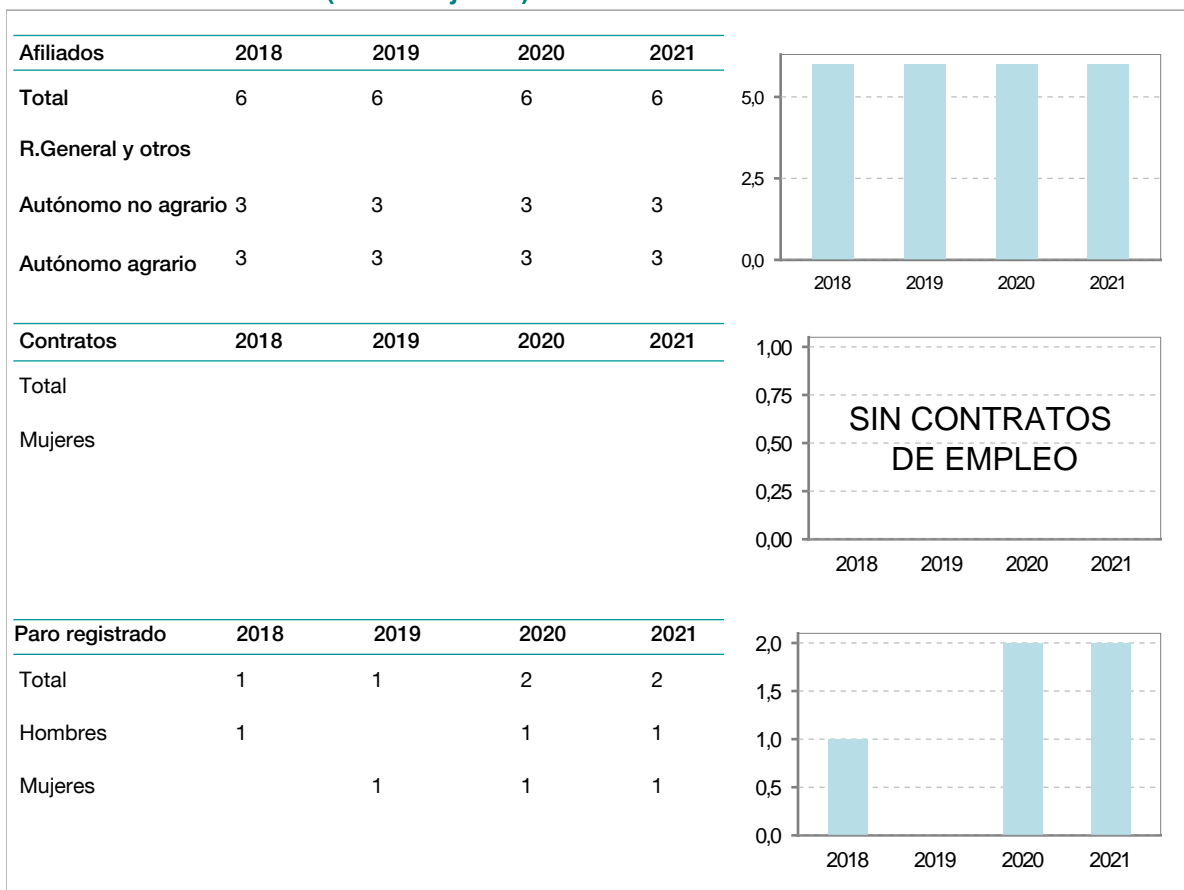 Afiliados 2018 2019 2020 2021
Total 6 6 6 6
R.General y otros
Autónomo no agrario 3 3 3 3
Autónomo agrario 3 3 3 3
5,0
2,5
0,0
2018 2019 2020 2021
Contratos 2018 2019 2020 2021
Total
Mujeres
1,00
0,75
0,50
0,25
0,00
SIN CONTRATOS
DE EMPLEO
2018 2019 2020 2021
Paro registrado 2018 2019 2020 2021
Total 1 1 2 2
Hombres 1 1 1
Mujeres 1 1 1
2,0
1,5
1,0
0,5
0,0
2018 2019 2020 2021